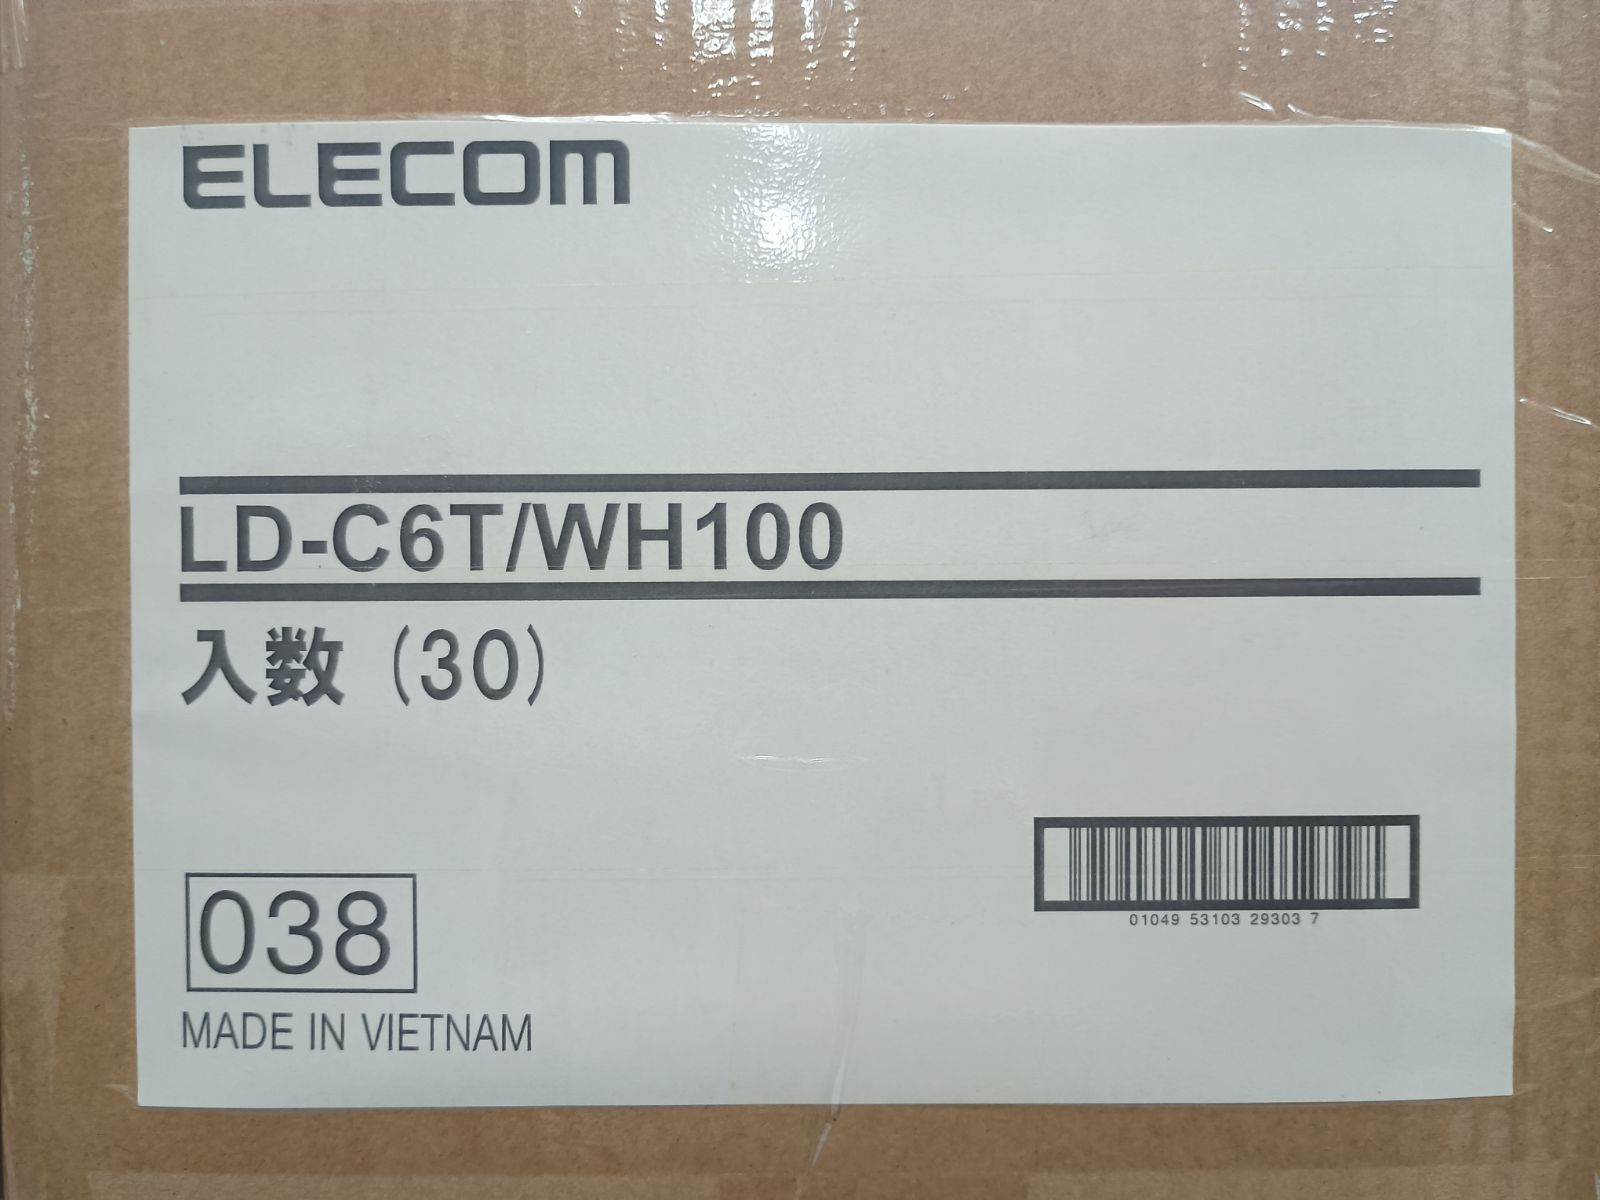 ELECOM
LD-C6T/WH100
入数（30）
01049 53103 29303 7
038
MADE IN VIETNAM